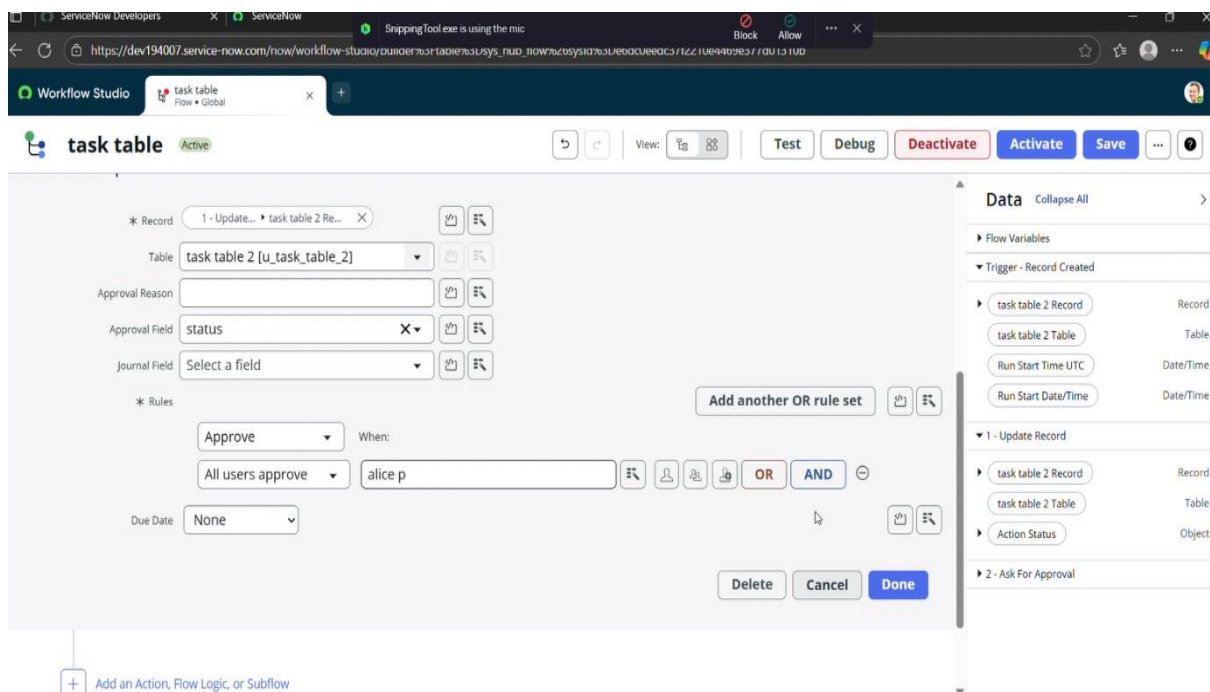 ServiceNow Developers
ServiceNow
SnippingTool.exe is using the mic
Block
Allow
Workflow Studio
task table
Flow • Global
task table
Active
View:
Test
Debug
Deactivate
Activate
Save
* Record
1 - Update... ▸ task table 2 Re...
Table
task table 2 [u_task_table_2]
Approval Reason
Approval Field
status
Journal Field
Select a field
* Rules
Add another OR rule set
Approve
When:
All users approve
alice p
OR
AND
Due Date
None
Delete
Cancel
Done
Add an Action, Flow Logic, or Subflow
Data
Collapse All
Flow Variables
Trigger - Record Created
task table 2 Record
Record
task table 2 Table
Table
Run Start Time UTC
Date/Time
Run Start Date/Time
Date/Time
1 - Update Record
task table 2 Record
Record
task table 2 Table
Table
Action Status
Object
2 - Ask For Approval